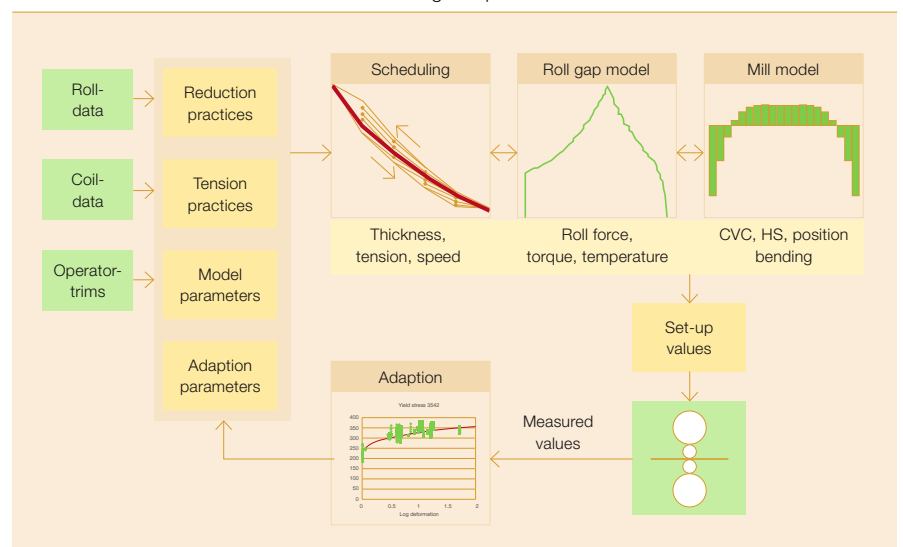 Roll-
data
Coil-
data
Operator-
trims
Reduction
practices
Tension
practices
Model
parameters
Adaption
parameters
Scheduling
Thickness,
tension, speed
Roll gap model
Roll force,
torque, temperature
Mill model
CVC, HS, position
bending
Set-up
values
Measured
values
Adaption
Yield stress 3542
400
350
300
250
200
150
100
50
0
0 0.5 1 1.5 2
Log deformation